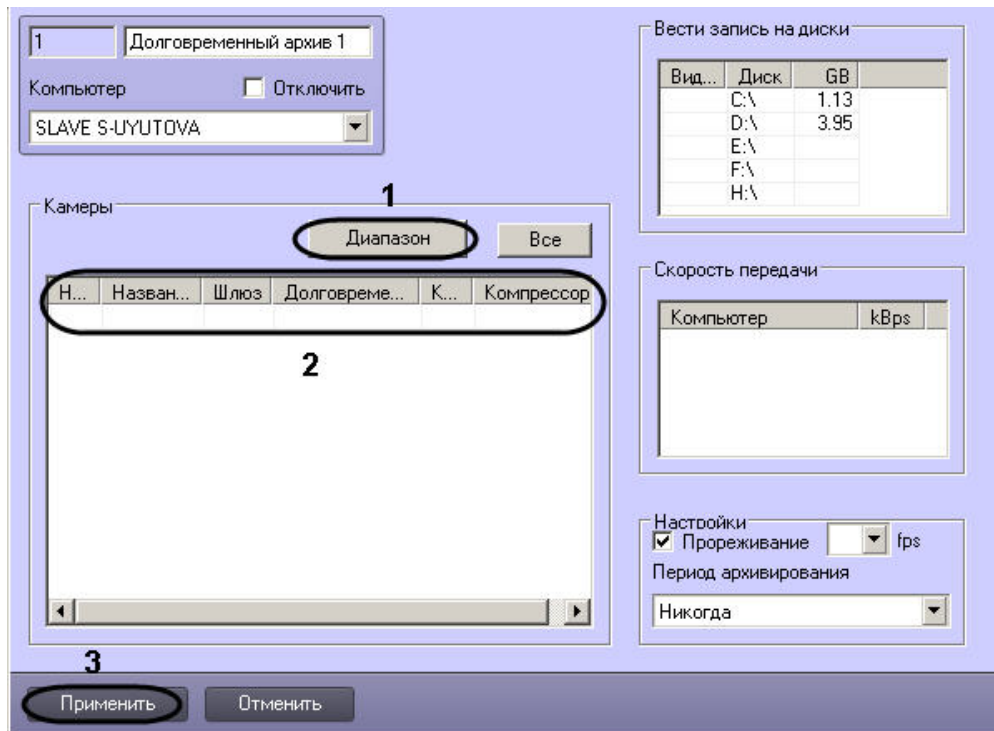 1 Долговременный архив 1
Компьютер Отключить
SLAVE S-UYUTOVA
Камеры
1
Диапазон Все
Н... Назван... Шлюз Долговреме... К... Компрессор
2
Вести запись на диски
Вид... Диск GB
C:\ 1.13
D:\ 3.95
E:\
F:\
H:\
Скорость передачи
Компьютер kBps
Настройки
Прореживание fps
Период архивирования
Никогда
3
Применить Отменить